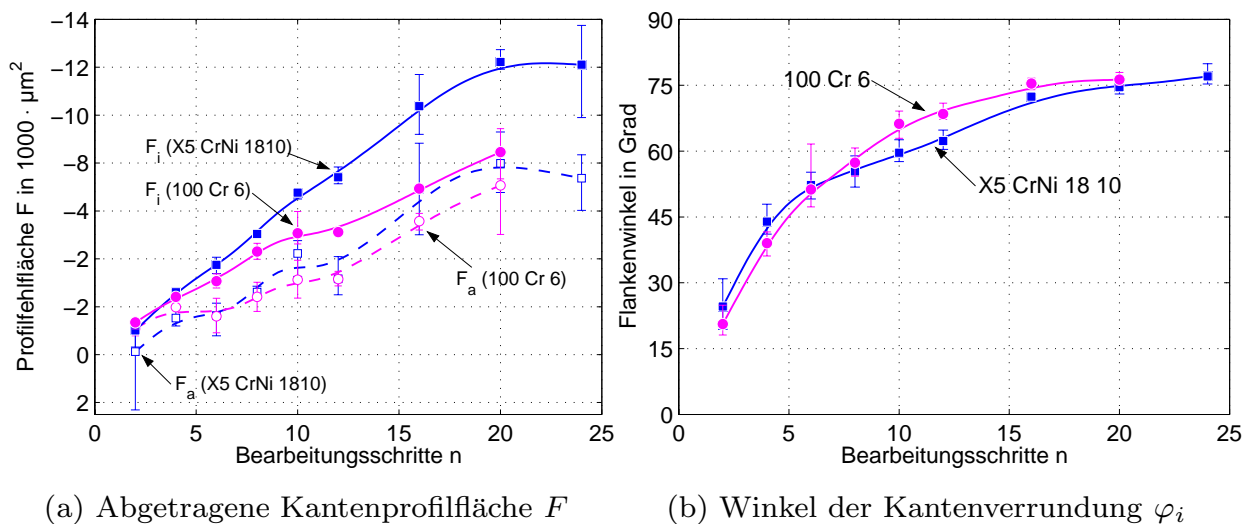 −14
−12
−10
−8
−4
−2
−2
0
2
Profilfehlfläche F in 1000 · µm²
F_i (X5 CrNi 1810)
F_i (100 Cr 6)
F_a (100 Cr 6)
F_a (X5 CrNi 1810)
0 5 10 15 20 25
Bearbeitungsschritte n
(a) Abgetragene Kantenprofilfläche F
90
75
60
45
30
15
0
Flankenwinkel in Grad
100 Cr 6
X5 CrNi 18 10
0 5 10 15 20 25
Bearbeitungsschritte n
(b) Winkel der Kantenverrundung φ_i